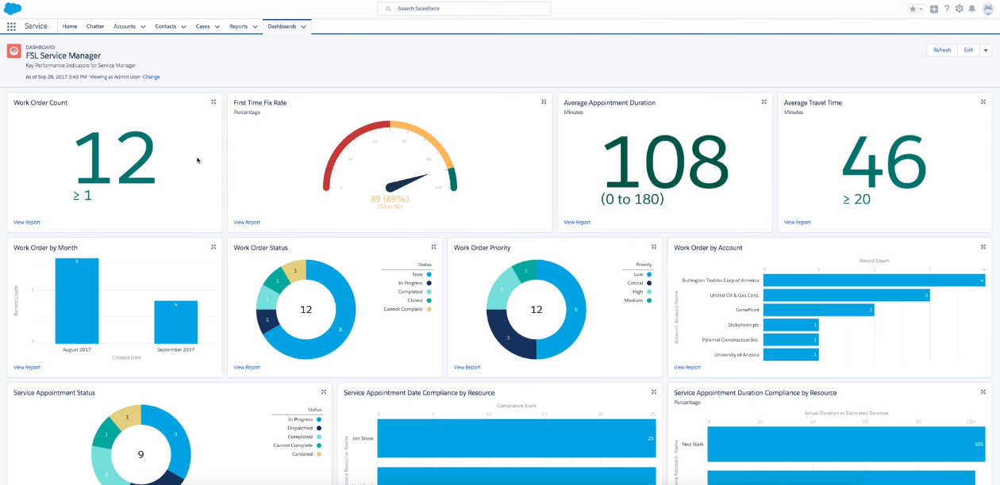 Search Salesforce
Service
Home
Chatter
Accounts
Contacts
Cases
Reports
Dashboards
DASHBOARD
FSL Service Manager
Key Performance Indicators for Service Manager
As of Sep 28, 2017 3:43 PM · Viewing as Admin User · Change
Refresh
Edit
Work Order Count
12
≥ 1
View Report
First Time Fix Rate
Percentage
0
20
40
60
80
100
89 (89%)
(50 to 90)
View Report
Average Appointment Duration
Minutes
108
(0 to 180)
View Report
Average Travel Time
Minutes
46
≥ 20
View Report
Work Order by Month
Record Count
5
0
8
4
August 2017
September 2017
Created Date
View Report
Work Order Status
12
8
1
1
1
1
Status
New
In Progress
Completed
Closed
Cannot Complete
View Report
Work Order Priority
12
6
3
2
1
Priority
Low
Critical
High
Medium
View Report
Work Order by Account
Record Count
0
1
2
3
4
Account: Account Name
Burlington Textiles Corp of America
4
United Oil & Gas Corp.
3
GenePoint
2
Dickenson plc
1
Pyramid Construction Inc.
1
University of Arizona
1
View Report
Service Appointment Status
9
3
2
1
1
Status
In Progress
Dispatched
Completed
Cannot Complete
Canceled
Service Appointment Date Compliance by Resource
Compliance Score
0
5
10
15
20
25
Jon Snow
25
Service Appointment Duration Compliance by Resource
Percentage
Actual Duration vs Estimated Duration
0
20
40
60
80
100
Ned Stark
105